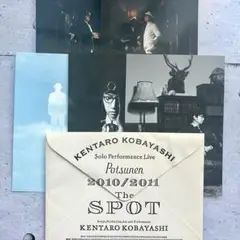 KENTARO KOBAYASHI
Solo Performance Live
Potsunen
2010/2011
The
SPOT
KENTARO KOBAYASHI